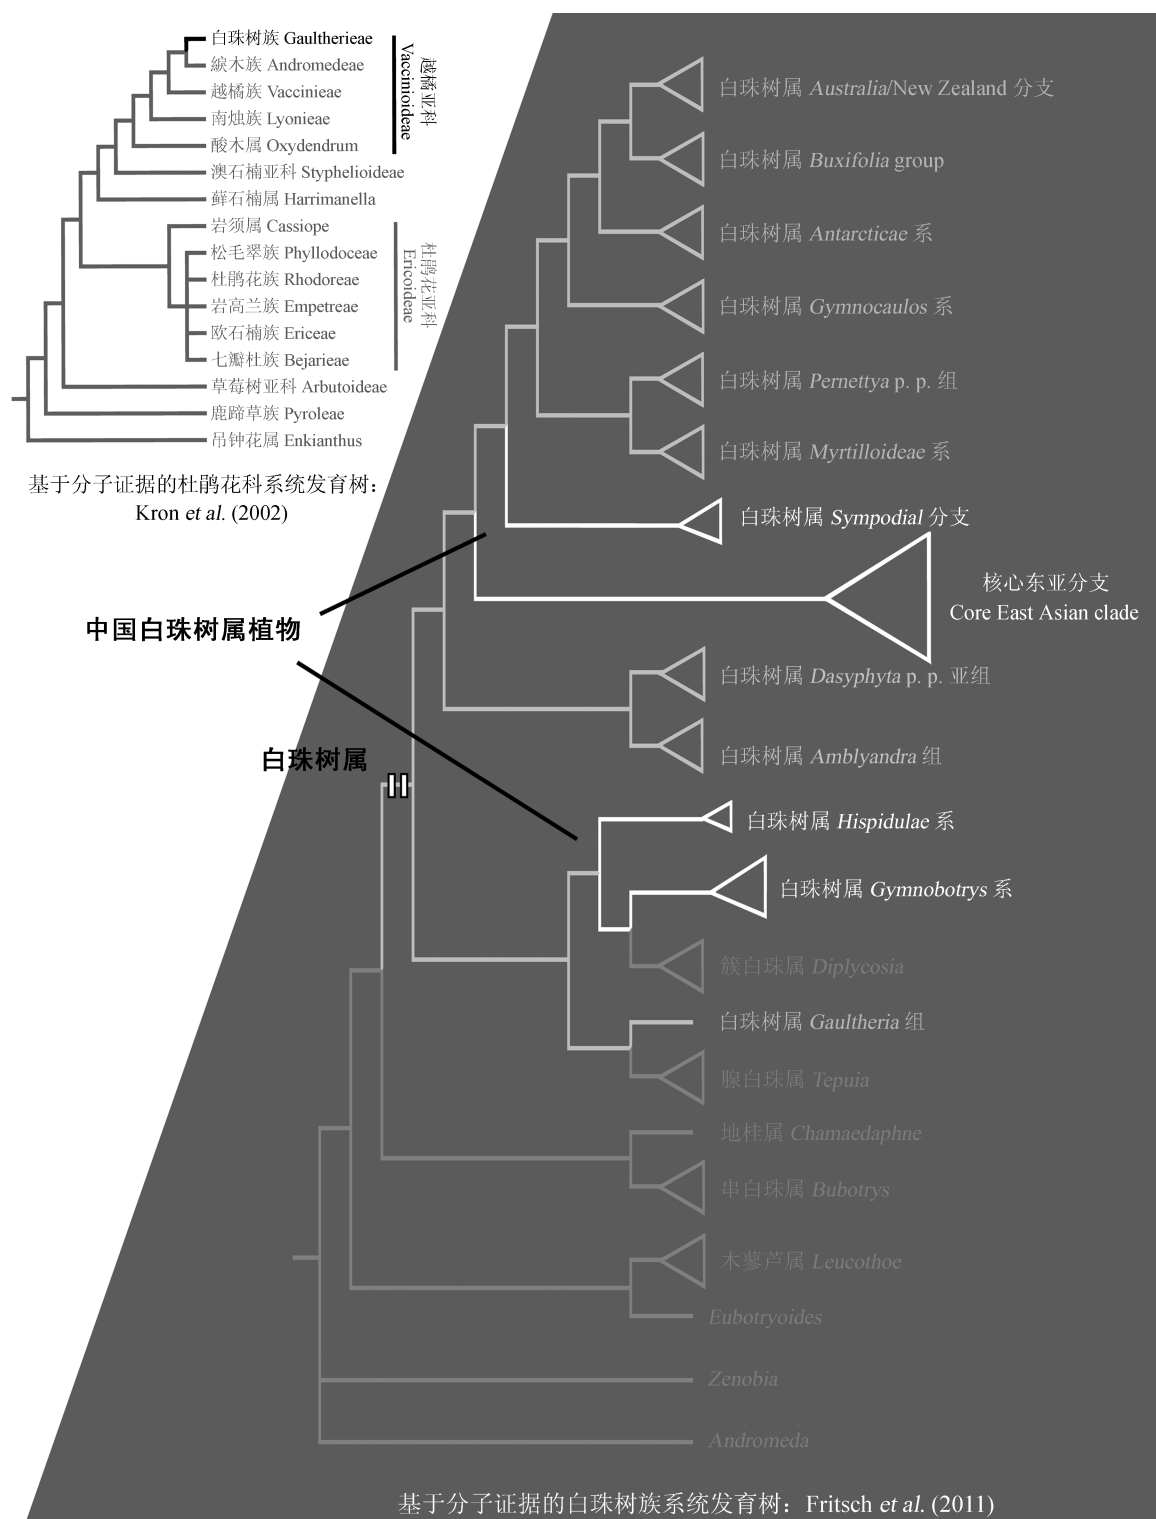 白珠树族 Gaultherieae
綟木族 Andromedeae
越橘族 Vaccinieae
南烛族 Lyonieae
酸木属 Oxydendrum
越橘亚科
Vaccinioideae
澳石楠亚科 Styphelioideae
藓石楠属 Harrimanella
岩须属 Cassiope
松毛翠族 Phyllodoceae
杜鹃花族 Rhodoreae
岩高兰族 Empetreae
欧石楠族 Ericeae
七瓣杜族 Bejarieae
杜鹃花亚科
Ericoideae
草莓树亚科 Arbutoideae
鹿蹄草族 Pyroleae
吊钟花属 Enkianthus
基于分子证据的杜鹃花科系统发育树：
Kron et al. (2002)
白珠树属 Australia/New Zealand 分支
白珠树属 Buxifolia group
白珠树属 Antarcticae 系
白珠树属 Gymnocaulos 系
白珠树属 Pernettya p. p. 组
白珠树属 Myrtilloideae 系
白珠树属 Sympodial 分支
核心东亚分支
Core East Asian clade
中国白珠树属植物
白珠树属 Dasyphyta p. p. 亚组
白珠树属 Amblyandra 组
白珠树属
白珠树属 Hispidulae 系
白珠树属 Gymnobotrys 系
簇白珠属 Diplycosia
白珠树属 Gaultheria 组
腺白珠属 Tepuia
地桂属 Chamaedaphne
串白珠属 Bubotrys
木藜芦属 Leucothoe
Eubotryoides
Zenobia
Andromeda
基于分子证据的白珠树族系统发育树：Fritsch et al. (2011)